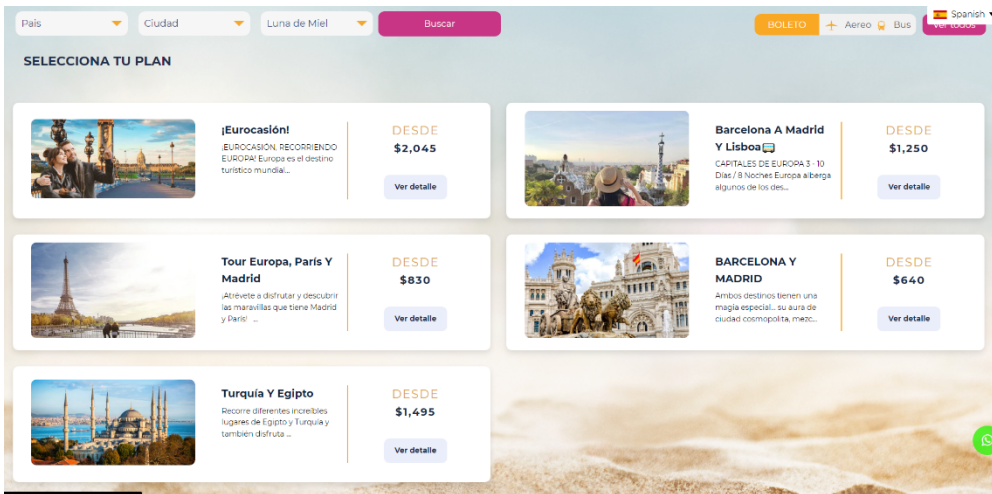 Pais
Ciudad
Luna de Miel
Buscar
BOLETO
Aereo
Bus
Spanish
Ver todos
SELECCIONA TU PLAN
¡Eurocasión!
¡EUROCASIÓN, RECORRIENDO
EUROPA! Europa es el destino
turístico mundial...
DESDE
$2,045
Ver detalle
Barcelona A Madrid
Y Lisboa
CAPITALES DE EUROPA 3 - 10
Días / 8 Noches Europa alberga
algunos de los des...
DESDE
$1,250
Ver detalle
Tour Europa, París Y
Madrid
¡Atrévete a disfrutar y descubrir
las maravillas que tiene Madrid
y París! ...
DESDE
$830
Ver detalle
BARCELONA Y
MADRID
Ambos destinos tienen una
magia especial... su aura de
ciudad cosmopolita, mezc...
DESDE
$640
Ver detalle
Turquía Y Egipto
Recorre diferentes increíbles
lugares de Egipto y Turquía y
también disfruta ...
DESDE
$1,495
Ver detalle